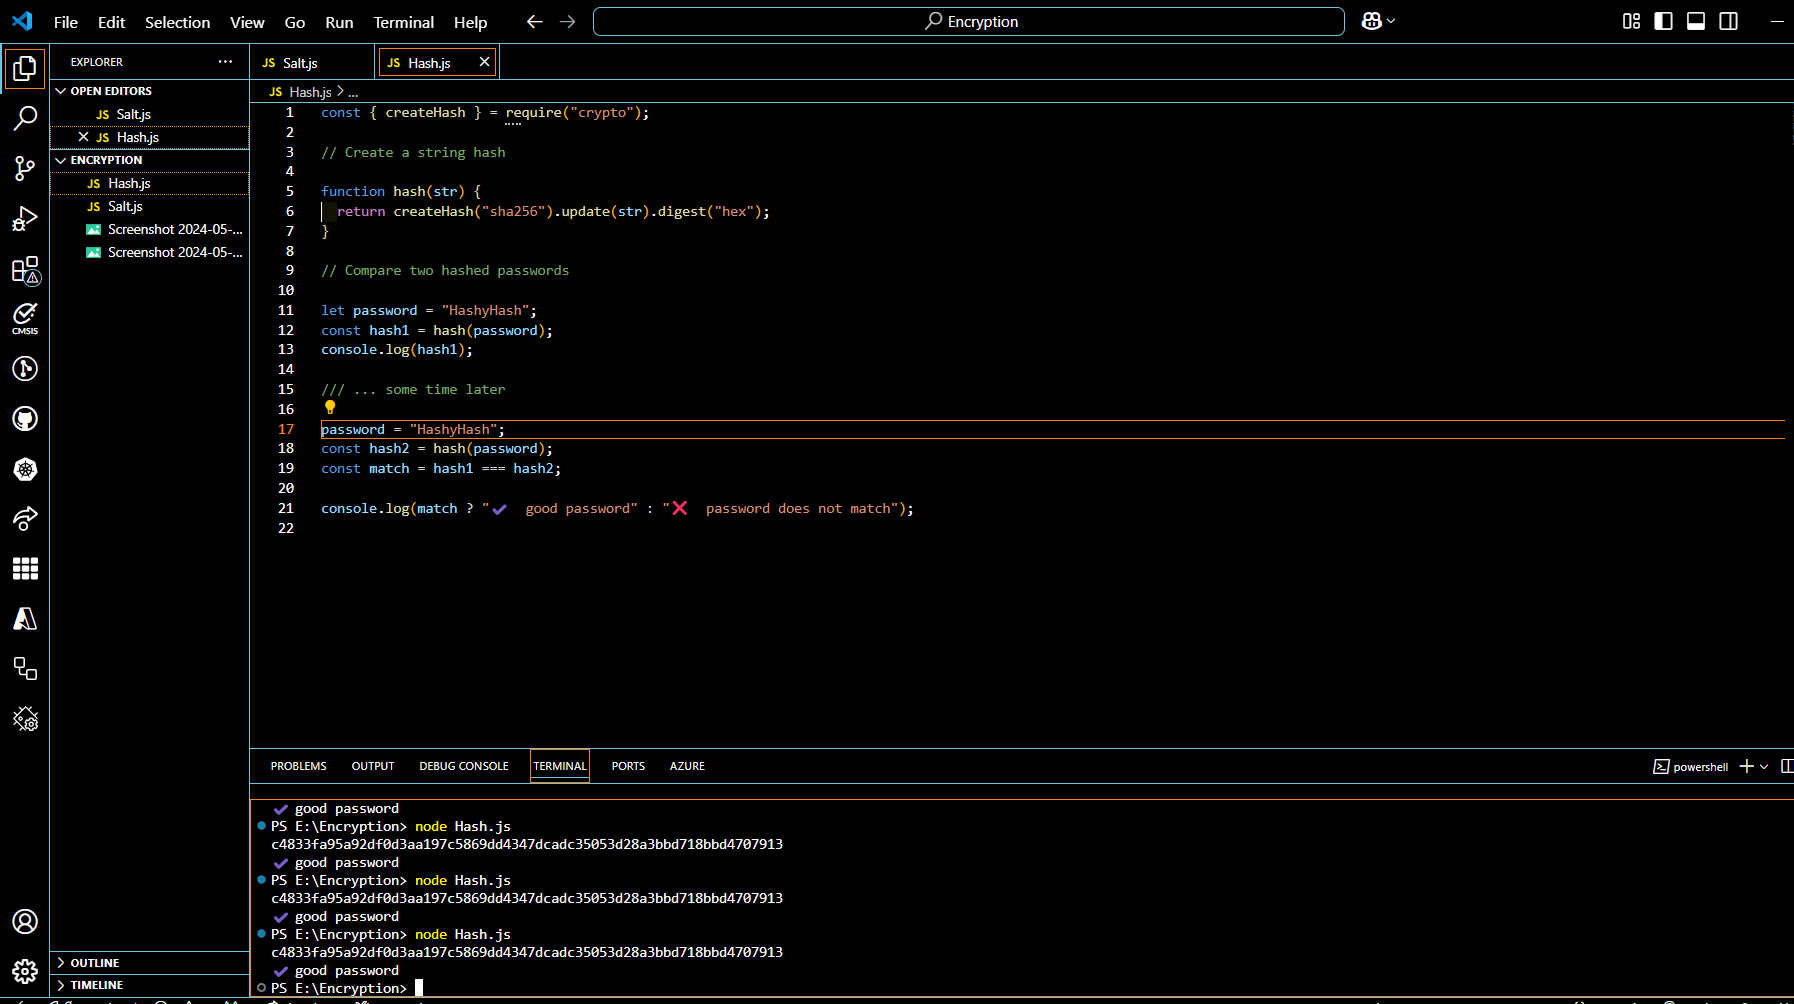 File Edit Selection View Go Run Terminal Help
Encryption
EXPLORER ...
OPEN EDITORS
JS Salt.js
JS Hash.js
ENCRYPTION
JS Hash.js
JS Salt.js
Screenshot 2024-05-...
Screenshot 2024-05-...
CMSIS
OUTLINE
TIMELINE
JS Salt.js JS Hash.js
JS Hash.js > ...
1 const { createHash } = require("crypto");
2
3 // Create a string hash
4
5 function hash(str) {
6 return createHash("sha256").update(str).digest("hex");
7 }
8
9 // Compare two hashed passwords
10
11 let password = "HashyHash";
12 const hash1 = hash(password);
13 console.log(hash1);
14
15 /// ... some time later
16
17 password = "HashyHash";
18 const hash2 = hash(password);
19 const match = hash1 === hash2;
20
21 console.log(match ? "✔ good password" : "❌ password does not match");
22
PROBLEMS OUTPUT DEBUG CONSOLE TERMINAL PORTS AZURE
powershell
✔ good password
PS E:\Encryption> node Hash.js
c4833fa95a92df0d3aa197c5869dd4347dcadc35053d28a3bbd718bbd4707913
✔ good password
PS E:\Encryption> node Hash.js
c4833fa95a92df0d3aa197c5869dd4347dcadc35053d28a3bbd718bbd4707913
✔ good password
PS E:\Encryption> node Hash.js
c4833fa95a92df0d3aa197c5869dd4347dcadc35053d28a3bbd718bbd4707913
✔ good password
PS E:\Encryption>